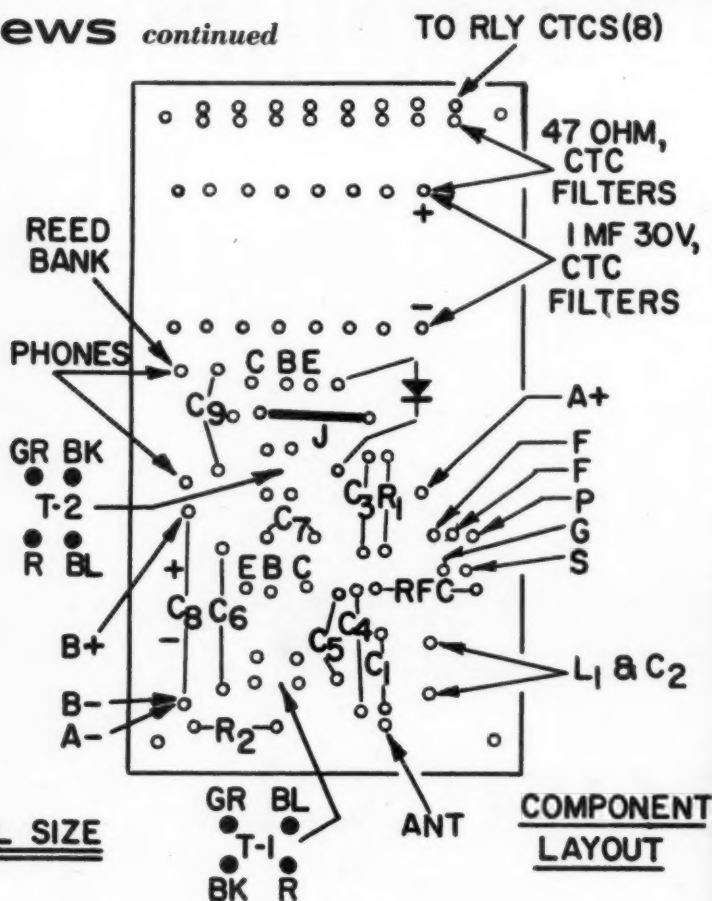 ews continued
TO RLY CTCS(8)
47 OHM,
CTC
FILTERS
+
REED
BANK
1 MF 30V,
CTC
FILTERS
-
PHONES
C B E
C9
J
A+
GR BK
T-2
R BL
C3 R1
F
F
P
G
S
C7
E B C
RFC
+
C8 C6
-
C5 C4
C1
B+
L1 & C2
B-
A-
R2
ANT
GR BL
T-1
BK R
L SIZE
COMPONENT
LAYOUT